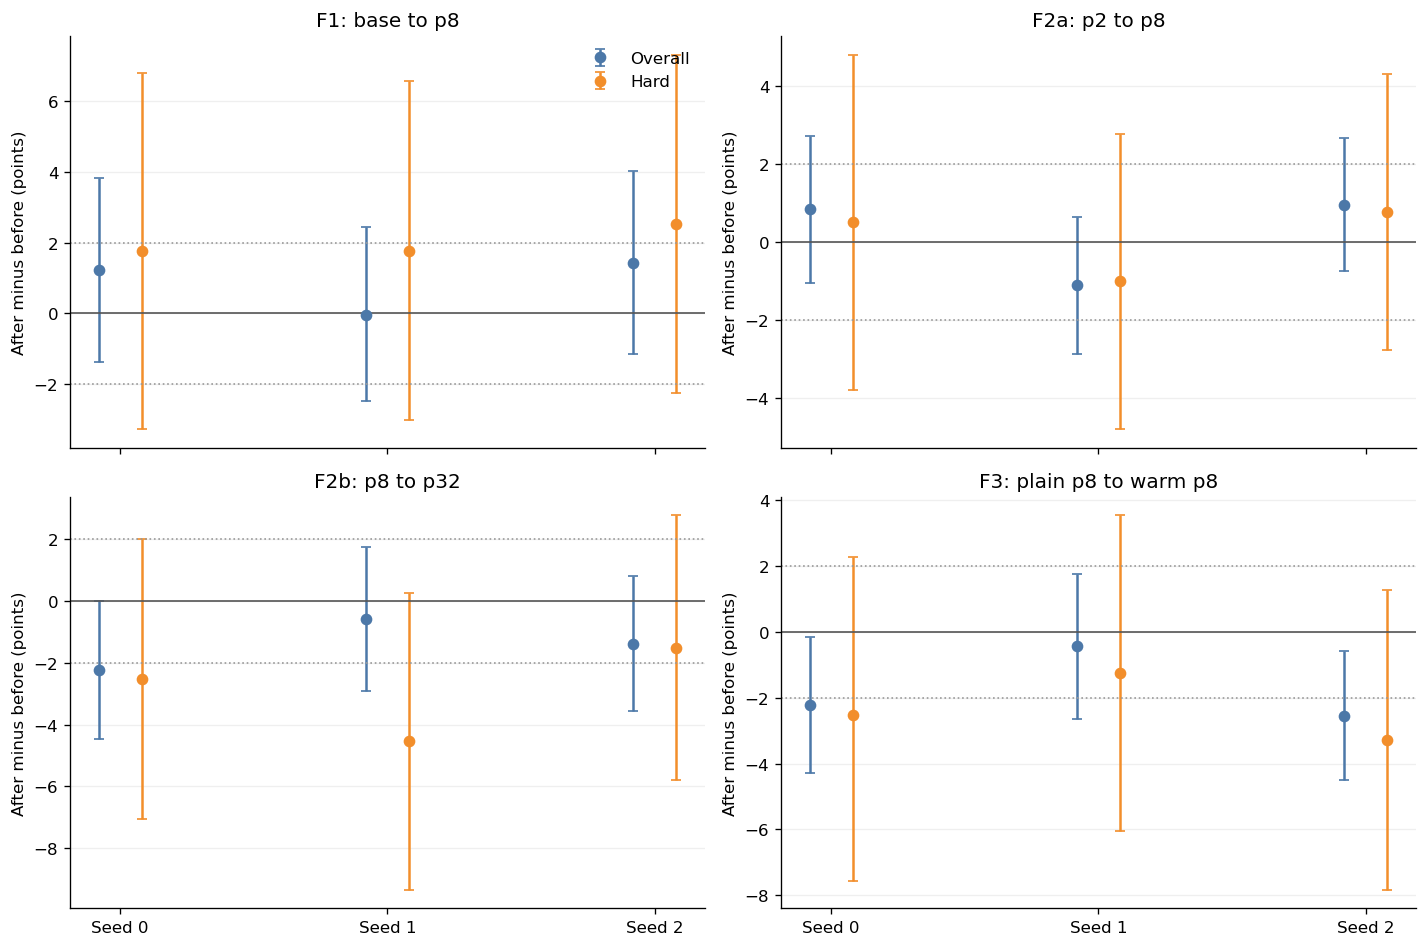 F1: base to p8
After minus before (points)
6
4
2
0
−2
Overall
Hard
F2a: p2 to p8
After minus before (points)
4
2
0
−2
−4
F2b: p8 to p32
After minus before (points)
2
0
−2
−4
−6
−8
Seed 0
Seed 1
Seed 2
F3: plain p8 to warm p8
After minus before (points)
4
2
0
−2
−4
−6
−8
Seed 0
Seed 1
Seed 2